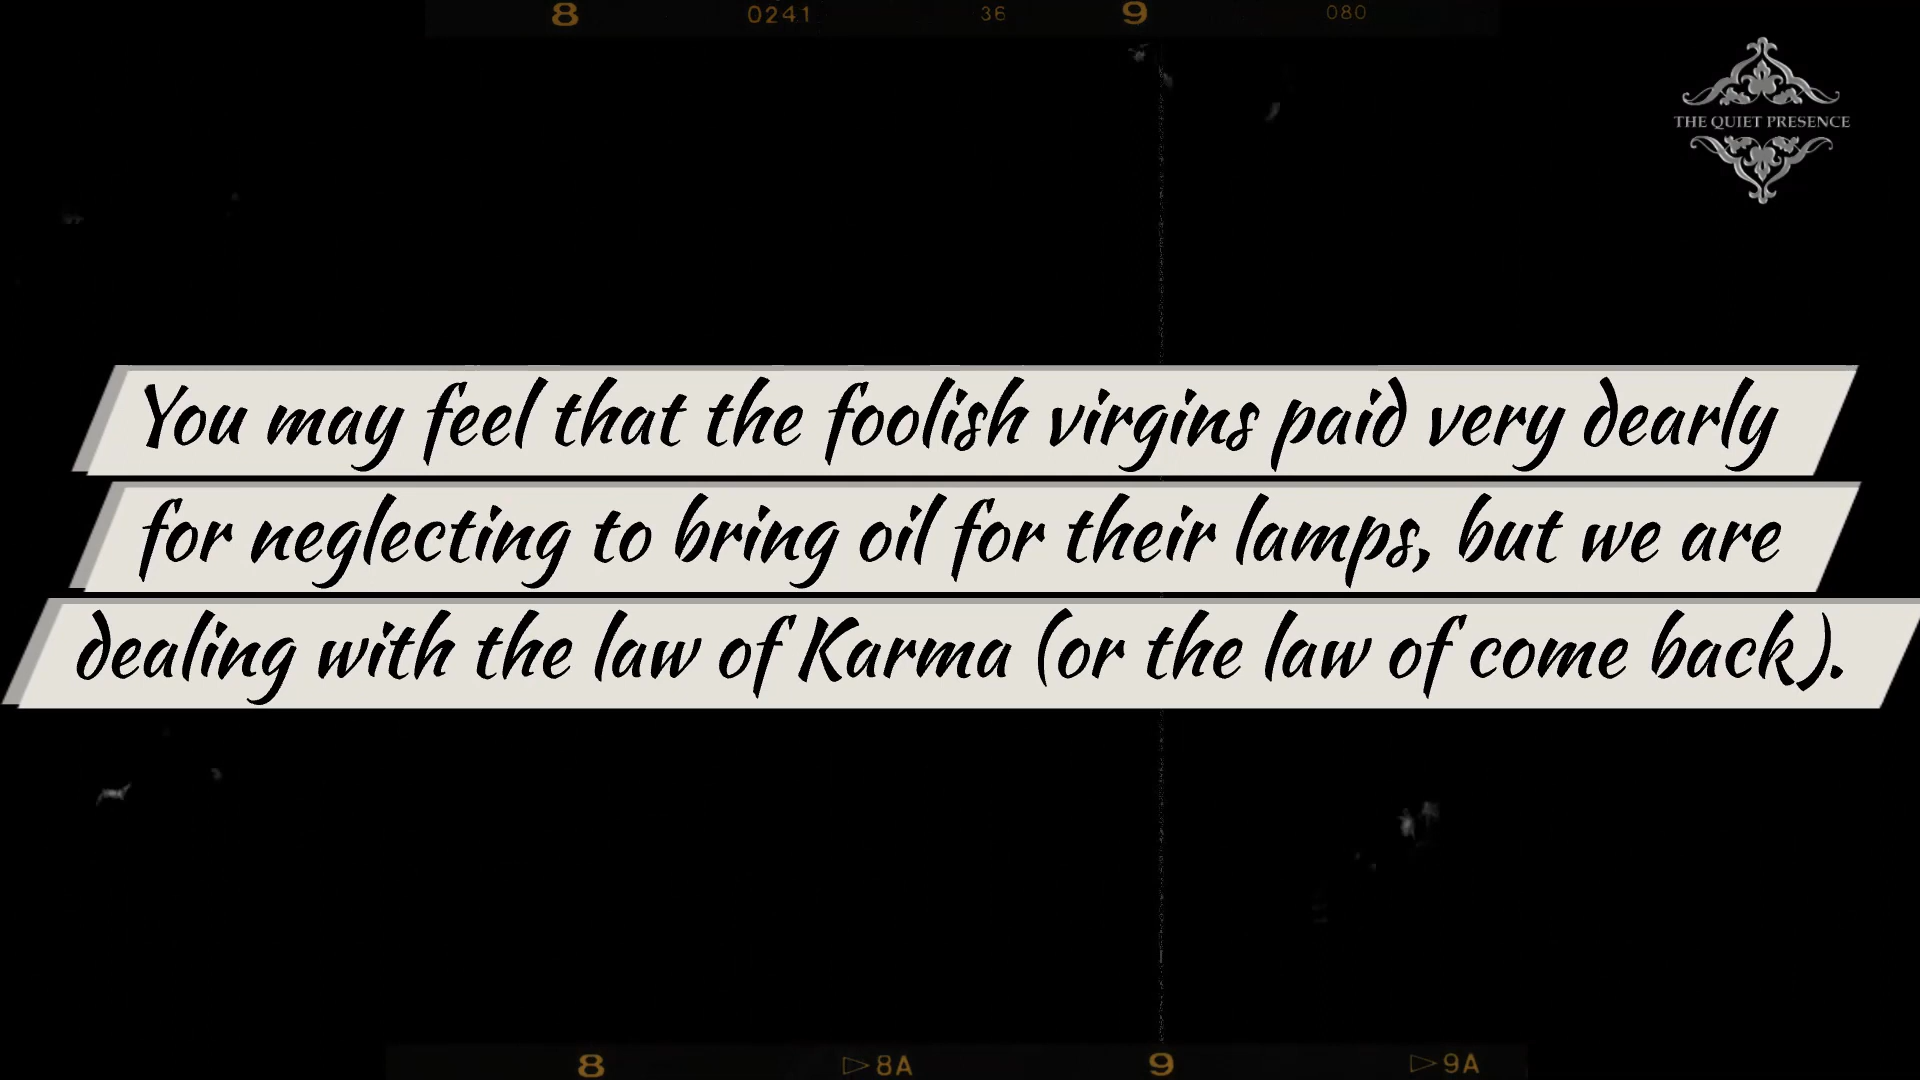 8 0241 36 9 080
THE QUIET PRESENCE
You may feel that the foolish virgins paid very dearly
for neglecting to bring oil for their lamps, but we are
dealing with the law of Karma (or the law of come back).
8 ▷8A 9 ▷9A